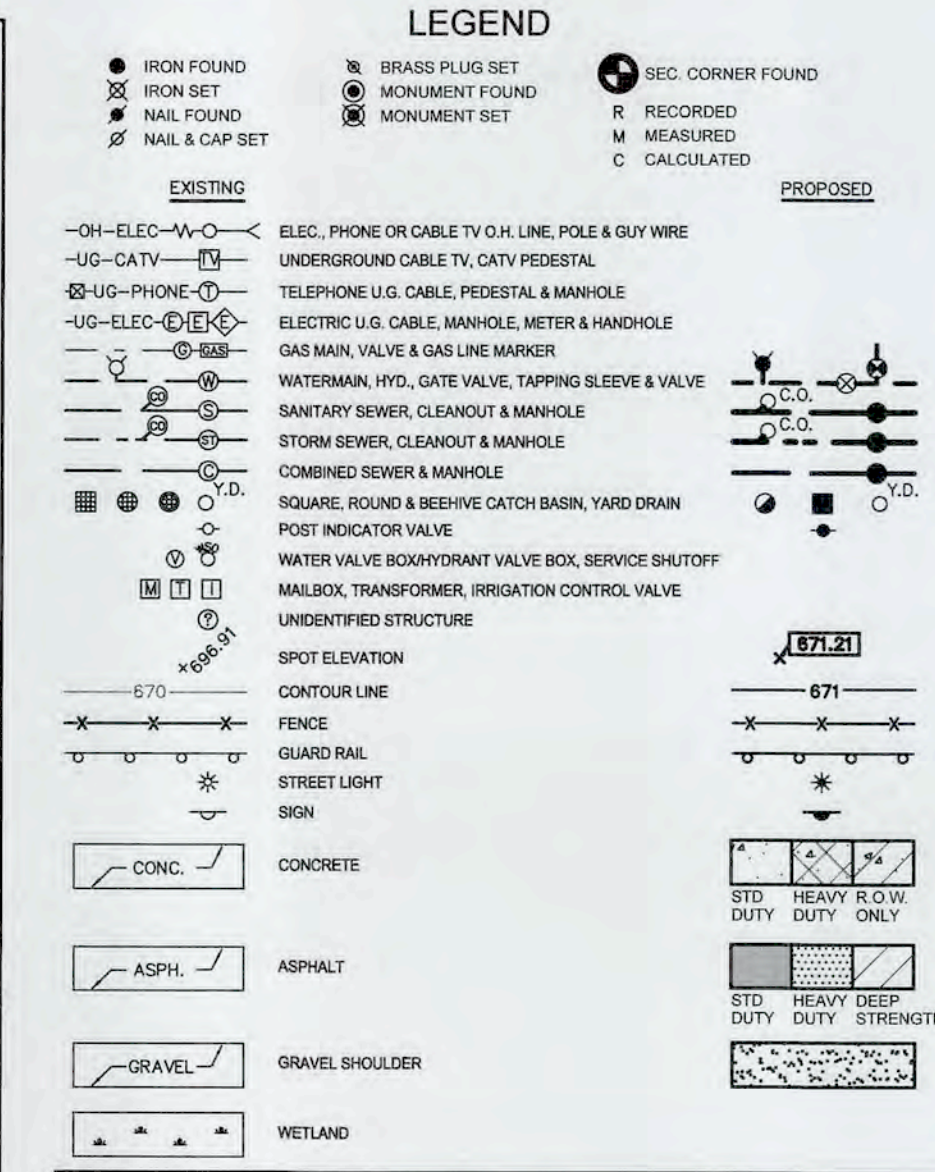 LEGEND
IRON FOUND BRASS PLUG SET SEC. CORNER FOUND
IRON SET MONUMENT FOUND
NAIL FOUND MONUMENT SET R RECORDED
NAIL & CAP SET M MEASURED
C CALCULATED
EXISTING PROPOSED
-OH-ELEC- ELEC., PHONE OR CABLE TV O.H. LINE, POLE & GUY WIRE
-UG-CATV- TV UNDERGROUND CABLE TV, CATV PEDESTAL
-UG-PHONE- T TELEPHONE U.G. CABLE, PEDESTAL & MANHOLE
-UG-ELEC- E E E ELECTRIC U.G. CABLE, MANHOLE, METER & HANDHOLE
G GAS GAS MAIN, VALVE & GAS LINE MARKER
W WATERMAIN, HYD., GATE VALVE, TAPPING SLEEVE & VALVE
CO S SANITARY SEWER, CLEANOUT & MANHOLE C.O.
CO ST STORM SEWER, CLEANOUT & MANHOLE C.O.
C COMBINED SEWER & MANHOLE
Y.D. SQUARE, ROUND & BEEHIVE CATCH BASIN, YARD DRAIN Y.D.
POST INDICATOR VALVE
V WATER VALVE BOX/HYDRANT VALVE BOX, SERVICE SHUTOFF
M T I MAILBOX, TRANSFORMER, IRRIGATION CONTROL VALVE
? UNIDENTIFIED STRUCTURE
x696.91 SPOT ELEVATION x 671.21
670 CONTOUR LINE 671
-X-X-X- FENCE -X-X-X-
GUARD RAIL
STREET LIGHT
SIGN
CONC. CONCRETE
STD DUTY HEAVY DUTY R.O.W. ONLY
ASPH. ASPHALT
STD DUTY HEAVY DUTY DEEP STRENGT
GRAVEL GRAVEL SHOULDER
WETLAND